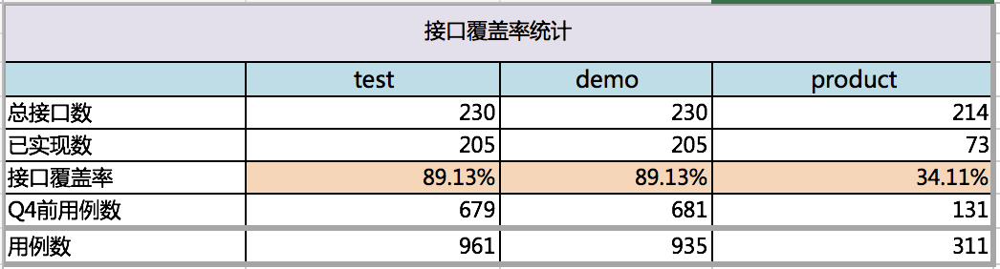 接口覆盖率统计
test demo product
总接口数 230 230 214
已实现数 205 205 73
接口覆盖率 89.13% 89.13% 34.11%
Q4前用例数 679 681 131
用例数 961 935 311